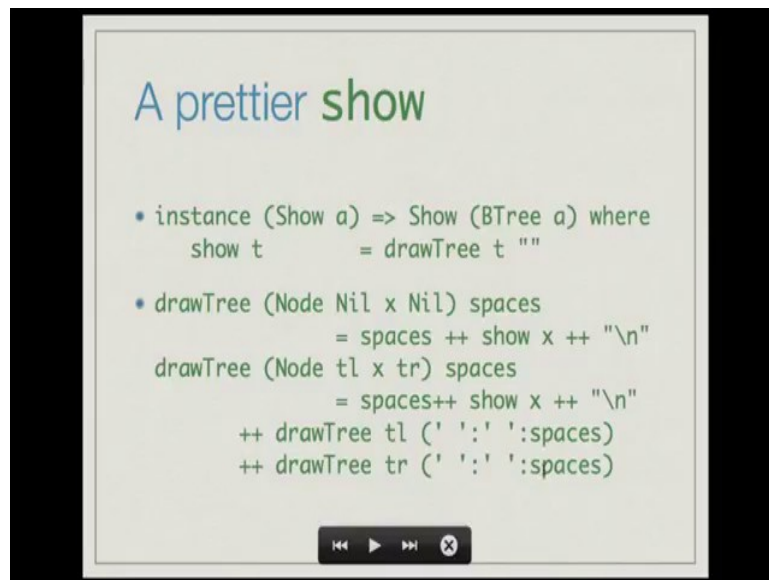 A prettier show
• instance (Show a) => Show (BTree a) where
show t = drawTree t ""
• drawTree (Node Nil x Nil) spaces
= spaces ++ show x ++ "\n"
drawTree (Node tl x tr) spaces
= spaces++ show x ++ "\n"
++ drawTree tl (' ':' ':spaces)
++ drawTree tr (' ':' ':spaces)